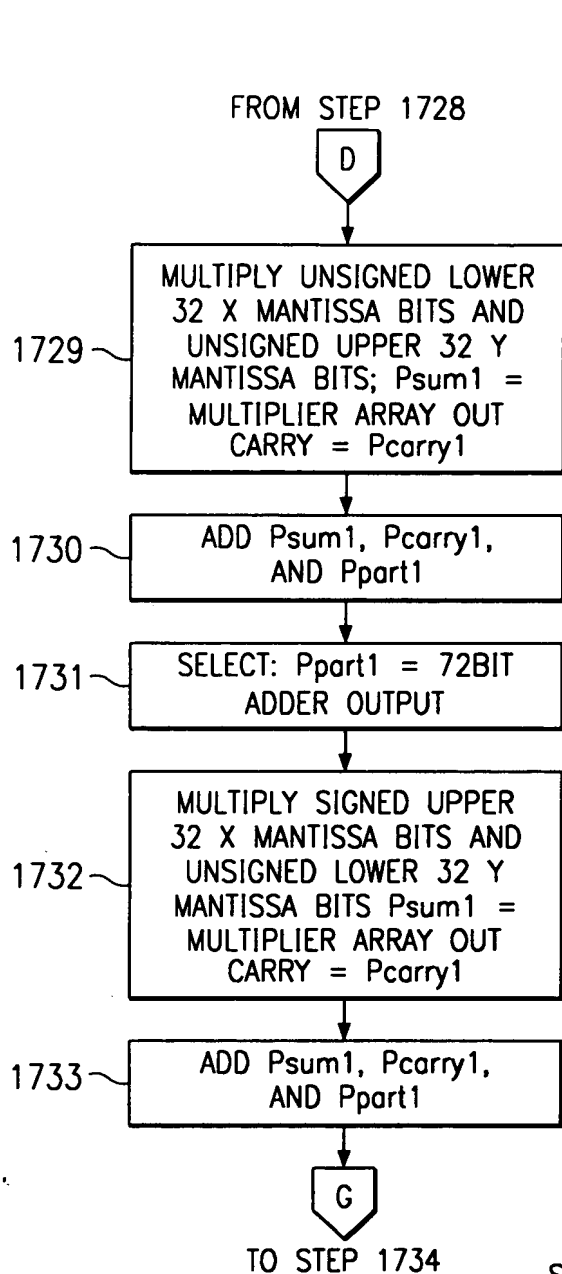 FROM STEP 1728
D
MULTIPLY UNSIGNED LOWER
32 X MANTISSA BITS AND
UNSIGNED UPPER 32 Y
MANTISSA BITS; Psum1 =
MULTIPLIER ARRAY OUT
CARRY = Pcarry1
1729
ADD Psum1, Pcarry1,
AND Ppart1
1730
SELECT: Ppart1 = 72BIT
ADDER OUTPUT
1731
MULTIPLY SIGNED UPPER
32 X MANTISSA BITS AND
UNSIGNED LOWER 32 Y
MANTISSA BITS Psum1 =
MULTIPLIER ARRAY OUT
CARRY = Pcarry1
1732
ADD Psum1, Pcarry1,
AND Ppart1
1733
G
TO STEP 1734